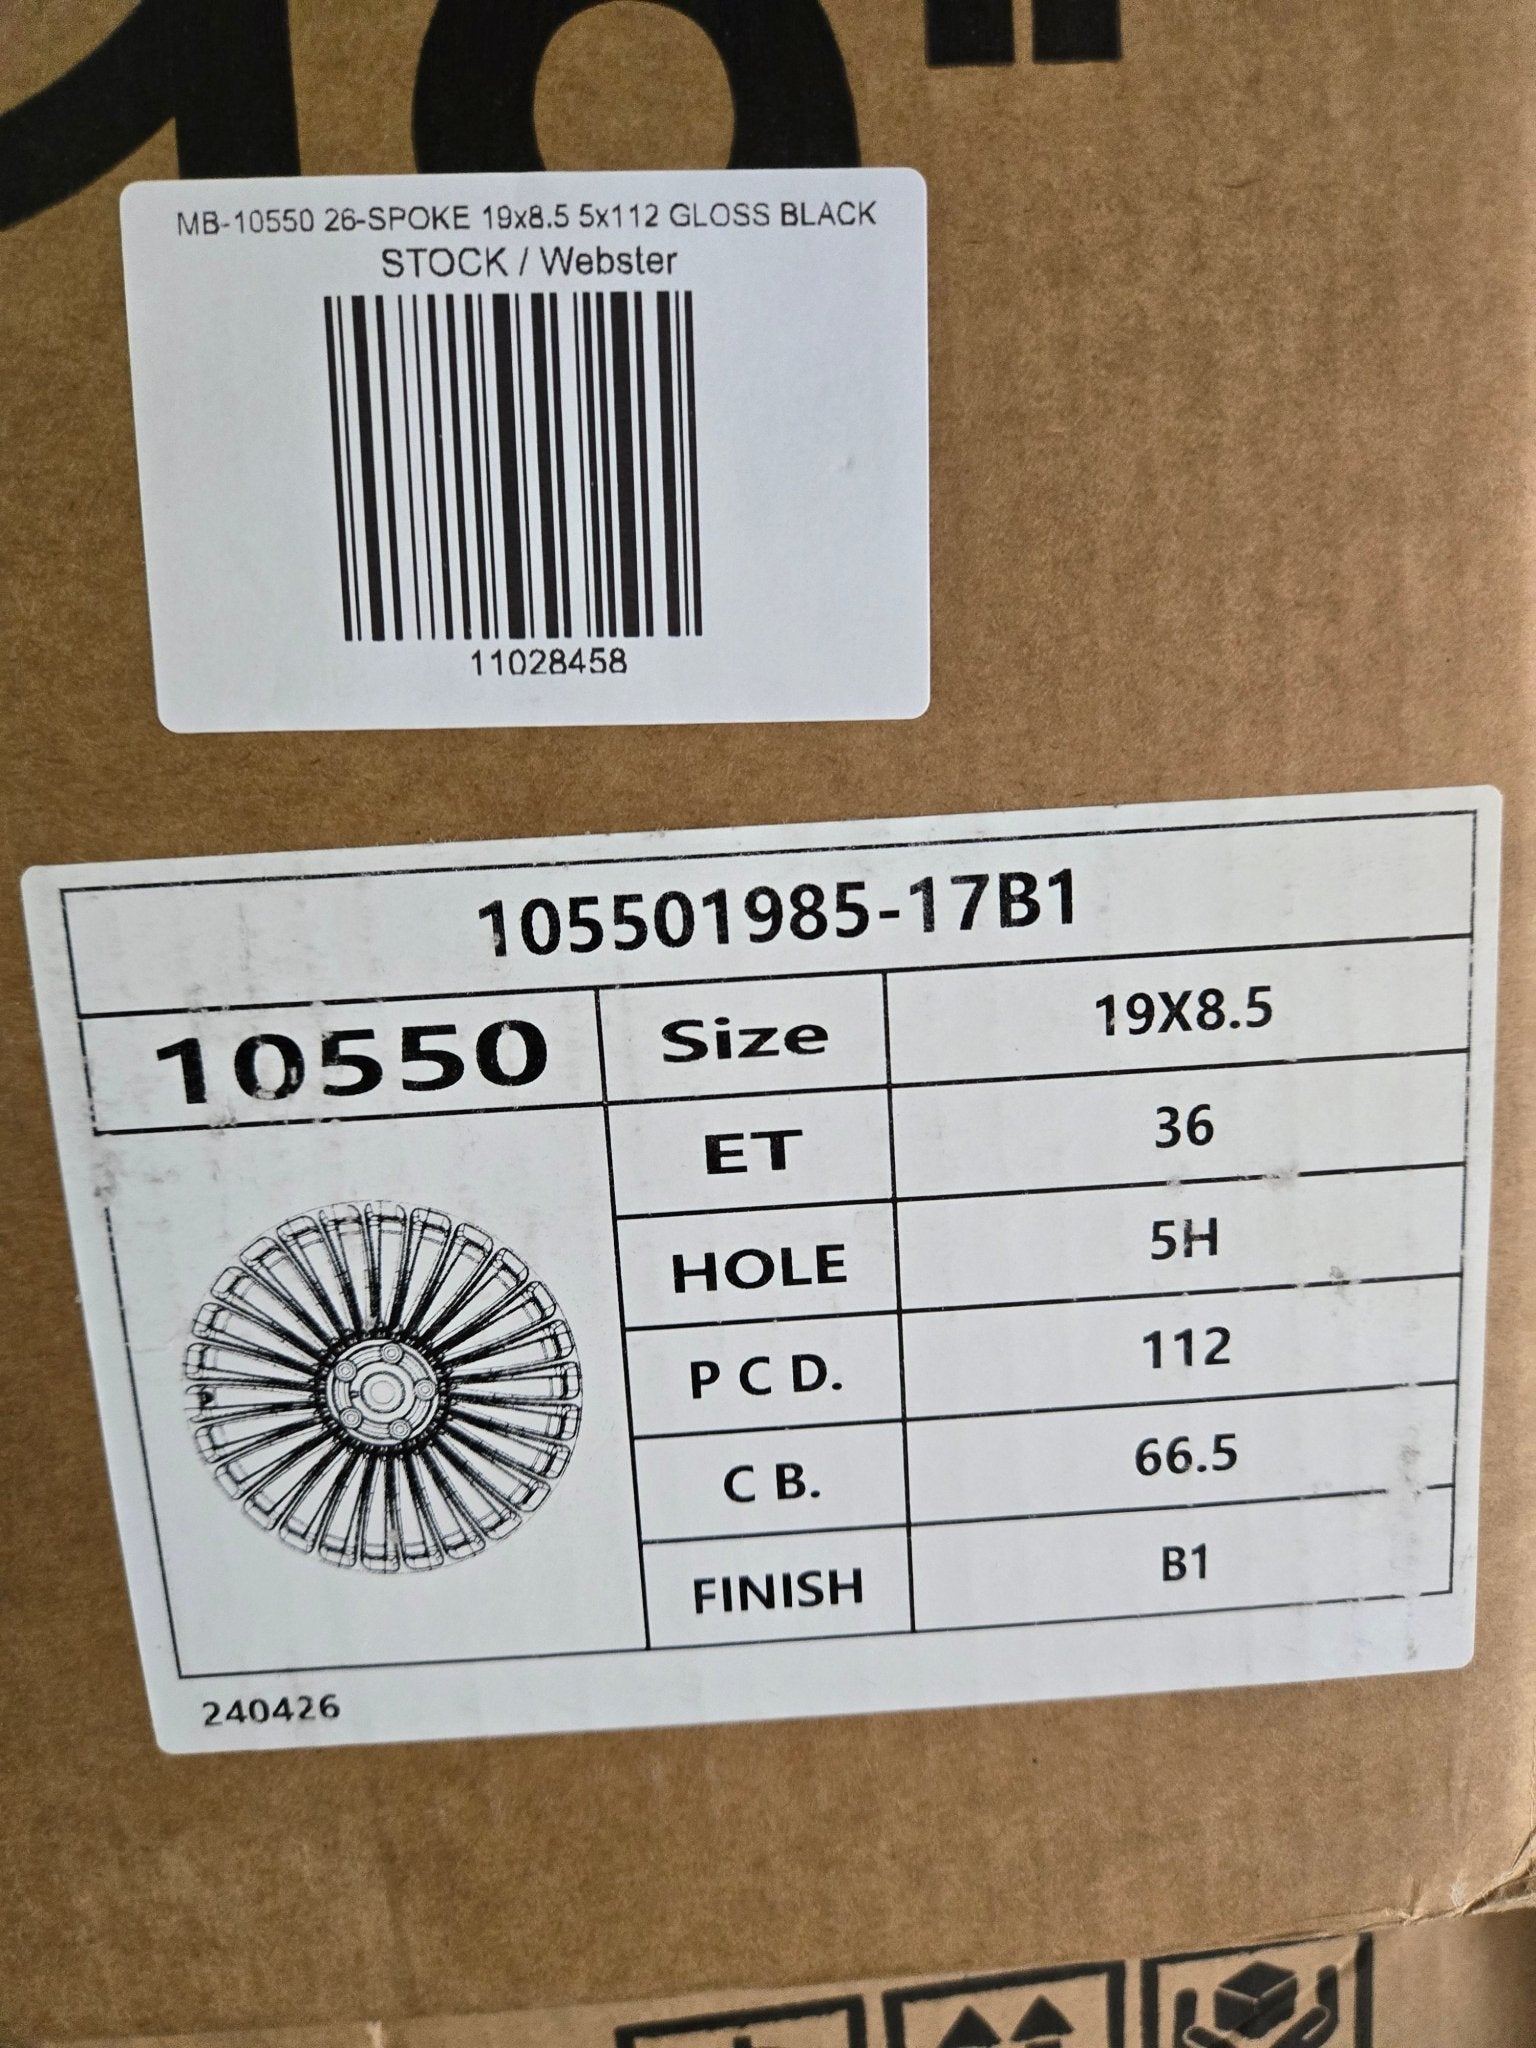 19"
MB-10550 26-SPOKE 19x8.5 5x112 GLOSS BLACK
STOCK / Webster
11028458
105501985-17B1
10550
Size 19X8.5
ET 36
HOLE 5H
P C D. 112
C B. 66.5
FINISH B1
240426